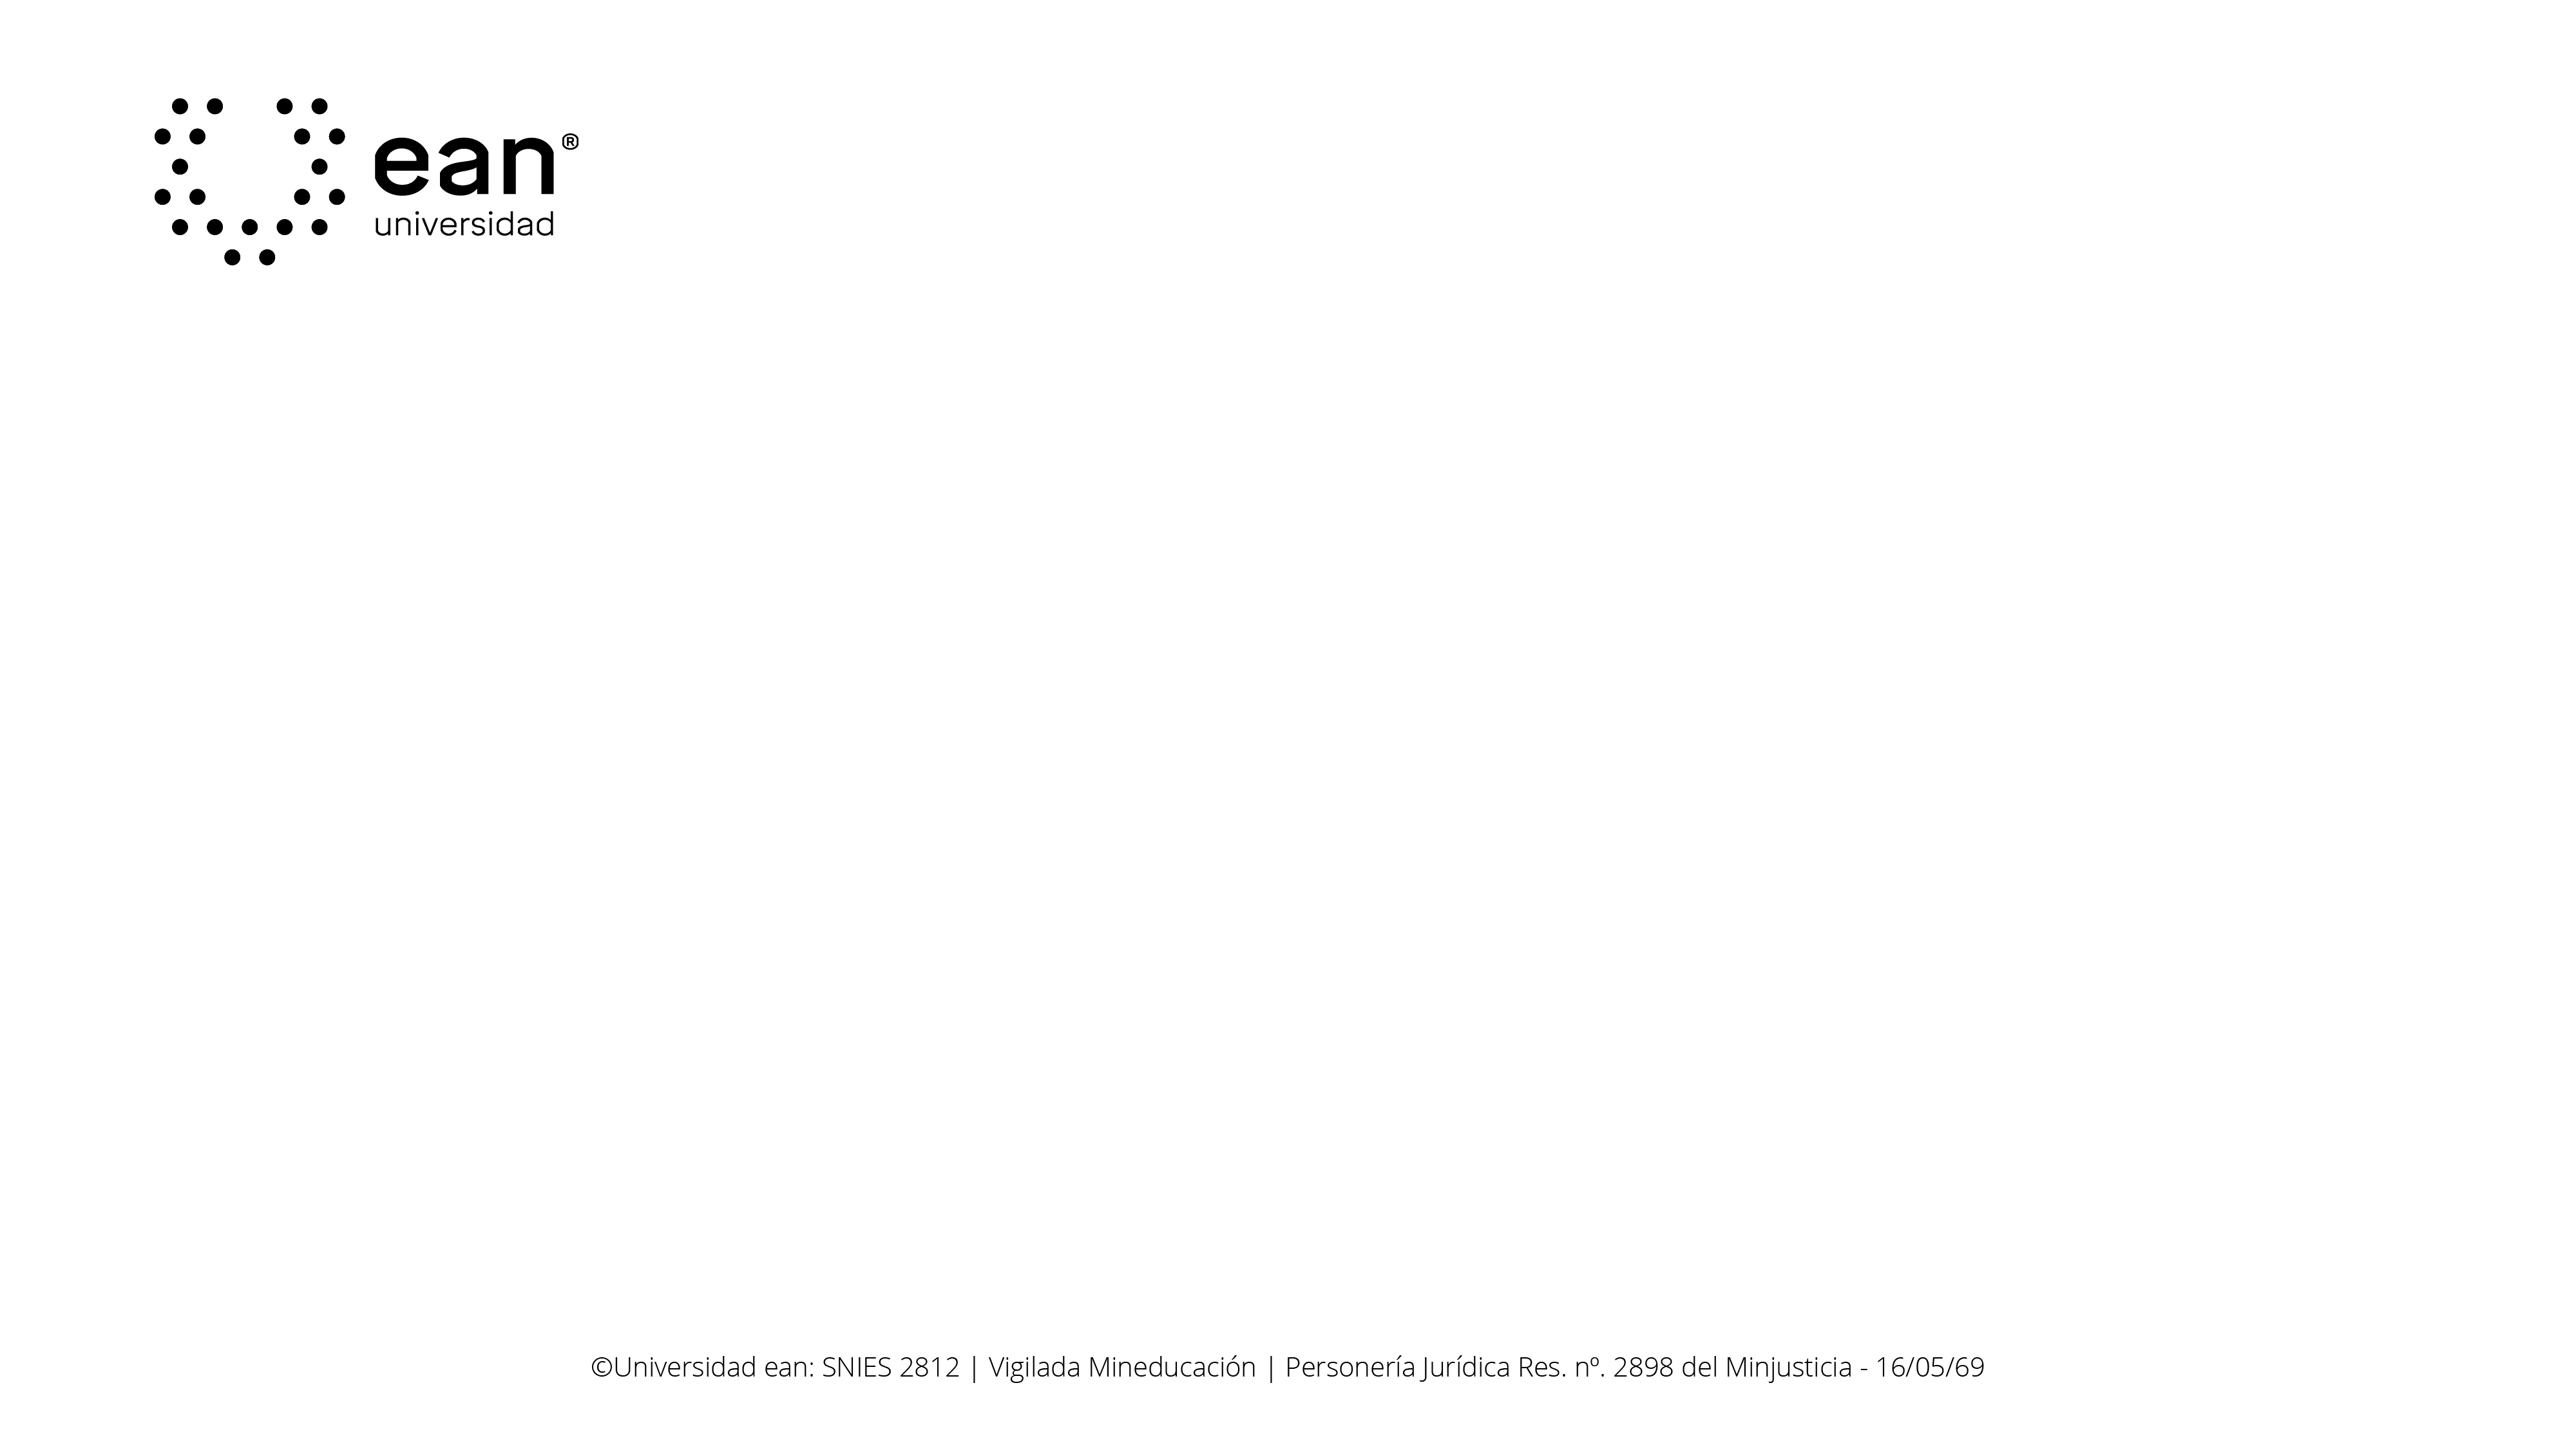 ean®
universidad
©Universidad ean: SNIES 2812 | Vigilada Mineducación | Personería Jurídica Res. nº. 2898 del Minjusticia - 16/05/69